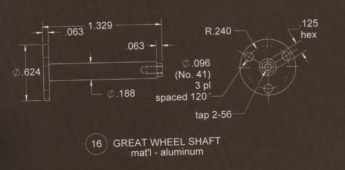 1.329
.063
.063
∅.624
∅.188
∅.096
(No. 41)
3 pl
spaced 120°
R.240
.125
hex
tap 2-56
16 GREAT WHEEL SHAFT
mat'l - aluminum